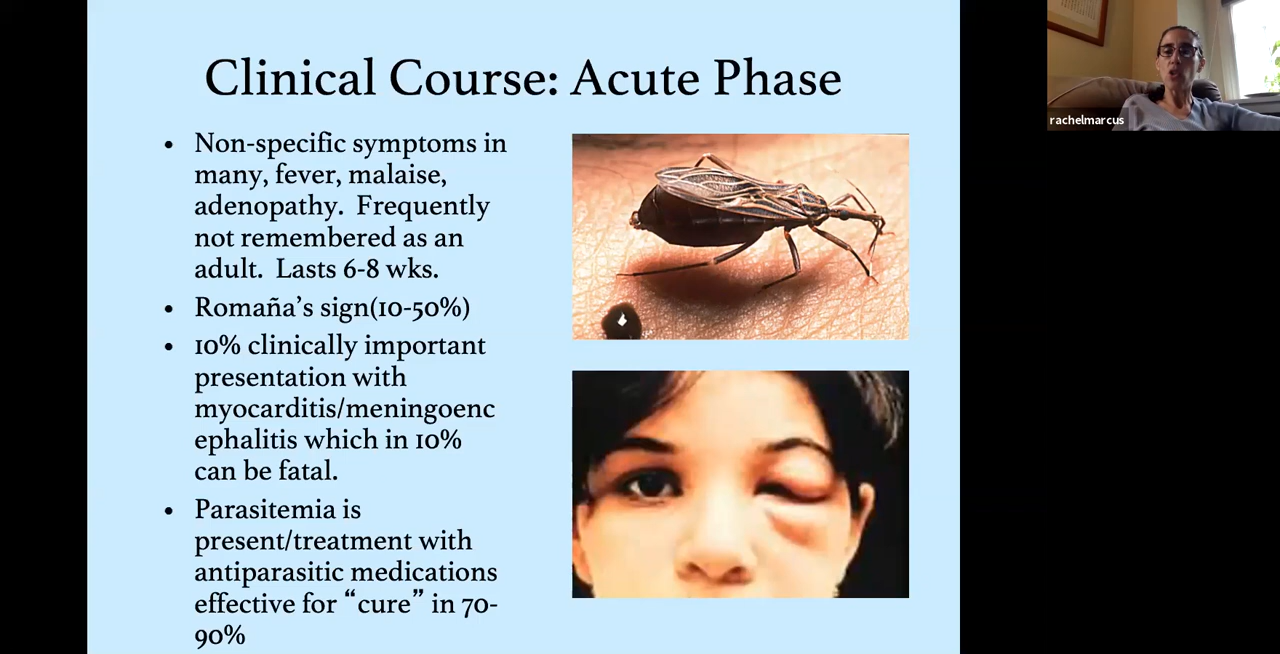 Clinical Course: Acute Phase
• Non-specific symptoms in
many, fever, malaise,
adenopathy. Frequently
not remembered as an
adult. Lasts 6-8 wks.
• Romaña’s sign(10-50%)
• 10% clinically important
presentation with
myocarditis/meningoenc
ephalitis which in 10%
can be fatal.
• Parasitemia is
present/treatment with
antiparasitic medications
effective for “cure” in 70-
90%
rachelmarcus